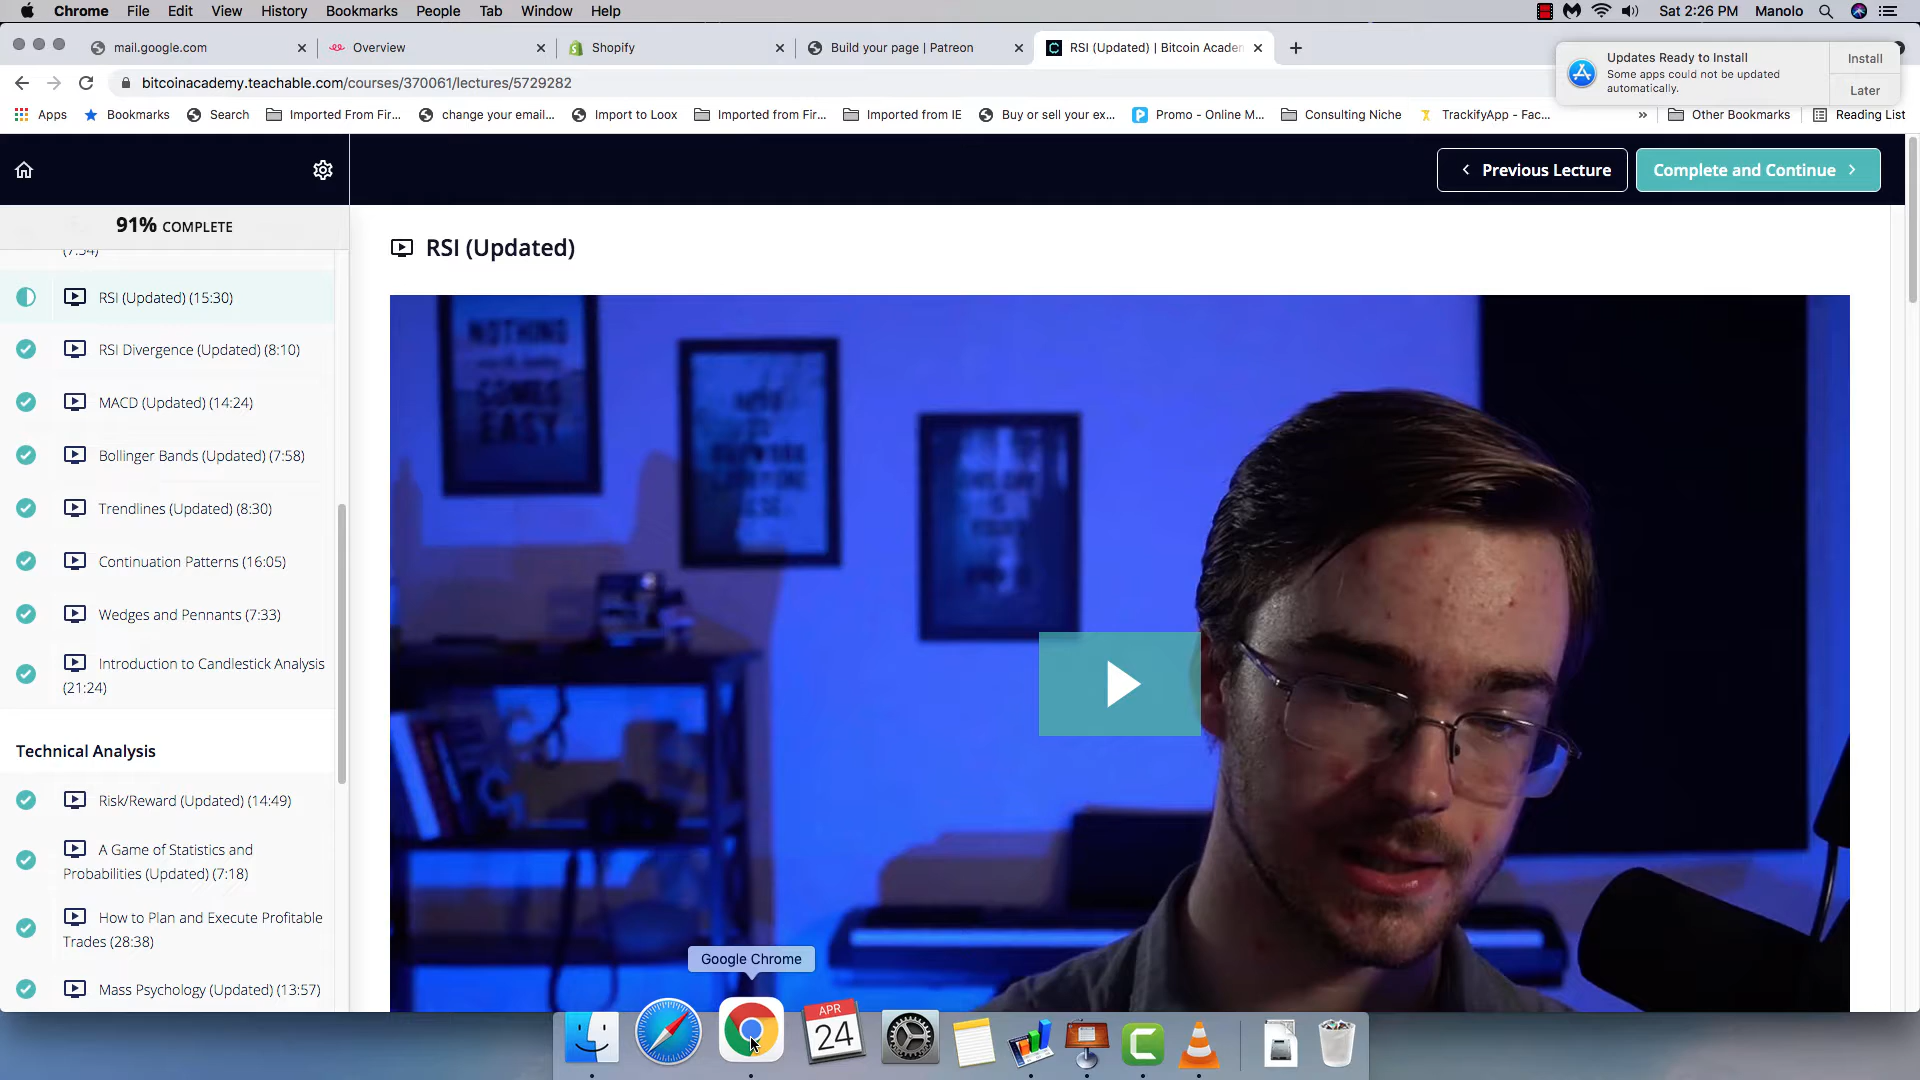 Chrome File Edit View History Bookmarks People Tab Window Help
Sat 2:26 PM Manolo
mail.google.com
Overview
Shopify
Build your page | Patreon
RSI (Updated) | Bitcoin Academ
bitcoinacademy.teachable.com/courses/370061/lectures/5729282
Updates Ready to Install
Some apps could not be updated
automatically.
Install
Later
Apps
Bookmarks
Search
Imported From Fir...
change your email...
Import to Loox
Imported from Fir...
Imported from IE
Buy or sell your ex...
Promo - Online M...
Consulting Niche
TrackifyApp - Fac...
»
Other Bookmarks
Reading List
Previous Lecture
Complete and Continue
91% COMPLETE
RSI (Updated)
RSI (Updated) (15:30)
RSI Divergence (Updated) (8:10)
MACD (Updated) (14:24)
Bollinger Bands (Updated) (7:58)
Trendlines (Updated) (8:30)
Continuation Patterns (16:05)
Wedges and Pennants (7:33)
Introduction to Candlestick Analysis
(21:24)
Technical Analysis
Risk/Reward (Updated) (14:49)
A Game of Statistics and
Probabilities (Updated) (7:18)
How to Plan and Execute Profitable
Trades (28:38)
Mass Psychology (Updated) (13:57)
NOTHING
COMES
EASY
Google Chrome
APR
24